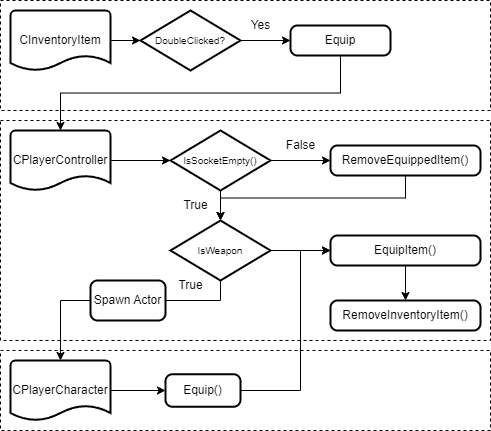 CInventoryItem
DoubleClicked?
Yes
Equip
CPlayerController
IsSocketEmpty()
False
RemoveEquippedItem()
True
IsWeapon
EquipItem()
True
Spawn Actor
RemoveInventoryItem()
CPlayerCharacter
Equip()